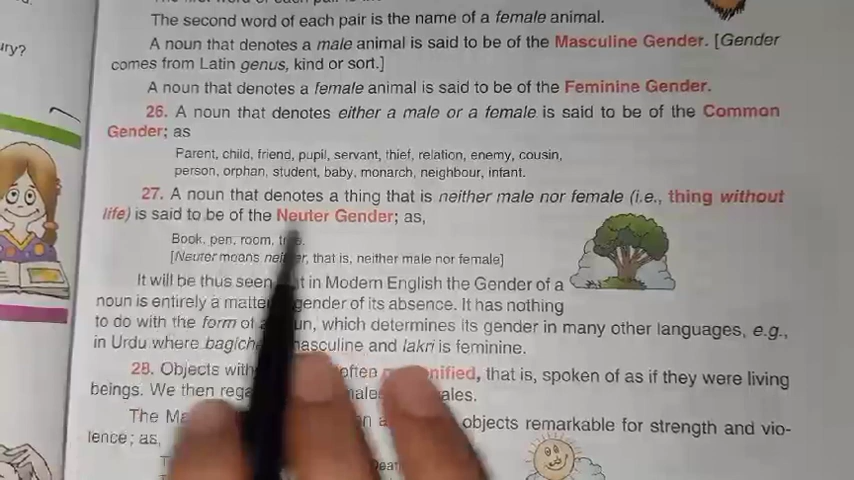 The second word of each pair is the name of a female animal.
ury?
A noun that denotes a male animal is said to be of the Masculine Gender. [Gender
comes from Latin genus, kind or sort.]
A noun that denotes a female animal is said to be of the Feminine Gender.
26. A noun that denotes either a male or a female is said to be of the Common
Gender; as
Parent, child, friend, pupil, servant, thief, relation, enemy, cousin,
person, orphan, student, baby, monarch, neighbour, infant.
27. A noun that denotes a thing that is neither male nor female (i.e., thing without
life) is said to be of the Neuter Gender; as,
Book, pen, room,
[Neuter means that is, neither male nor female]
It will be thus seen in Modern English the Gender of a
noun is entirely a gender of its absence. It has nothing
to do with the form of which determines its gender in many other languages, e.g.,
in Urdu where masculine and lakri is feminine.
28. Objects often that is, spoken of as if they were living
beings. We then
The objects remarkable for strength and vio-
lence; as,